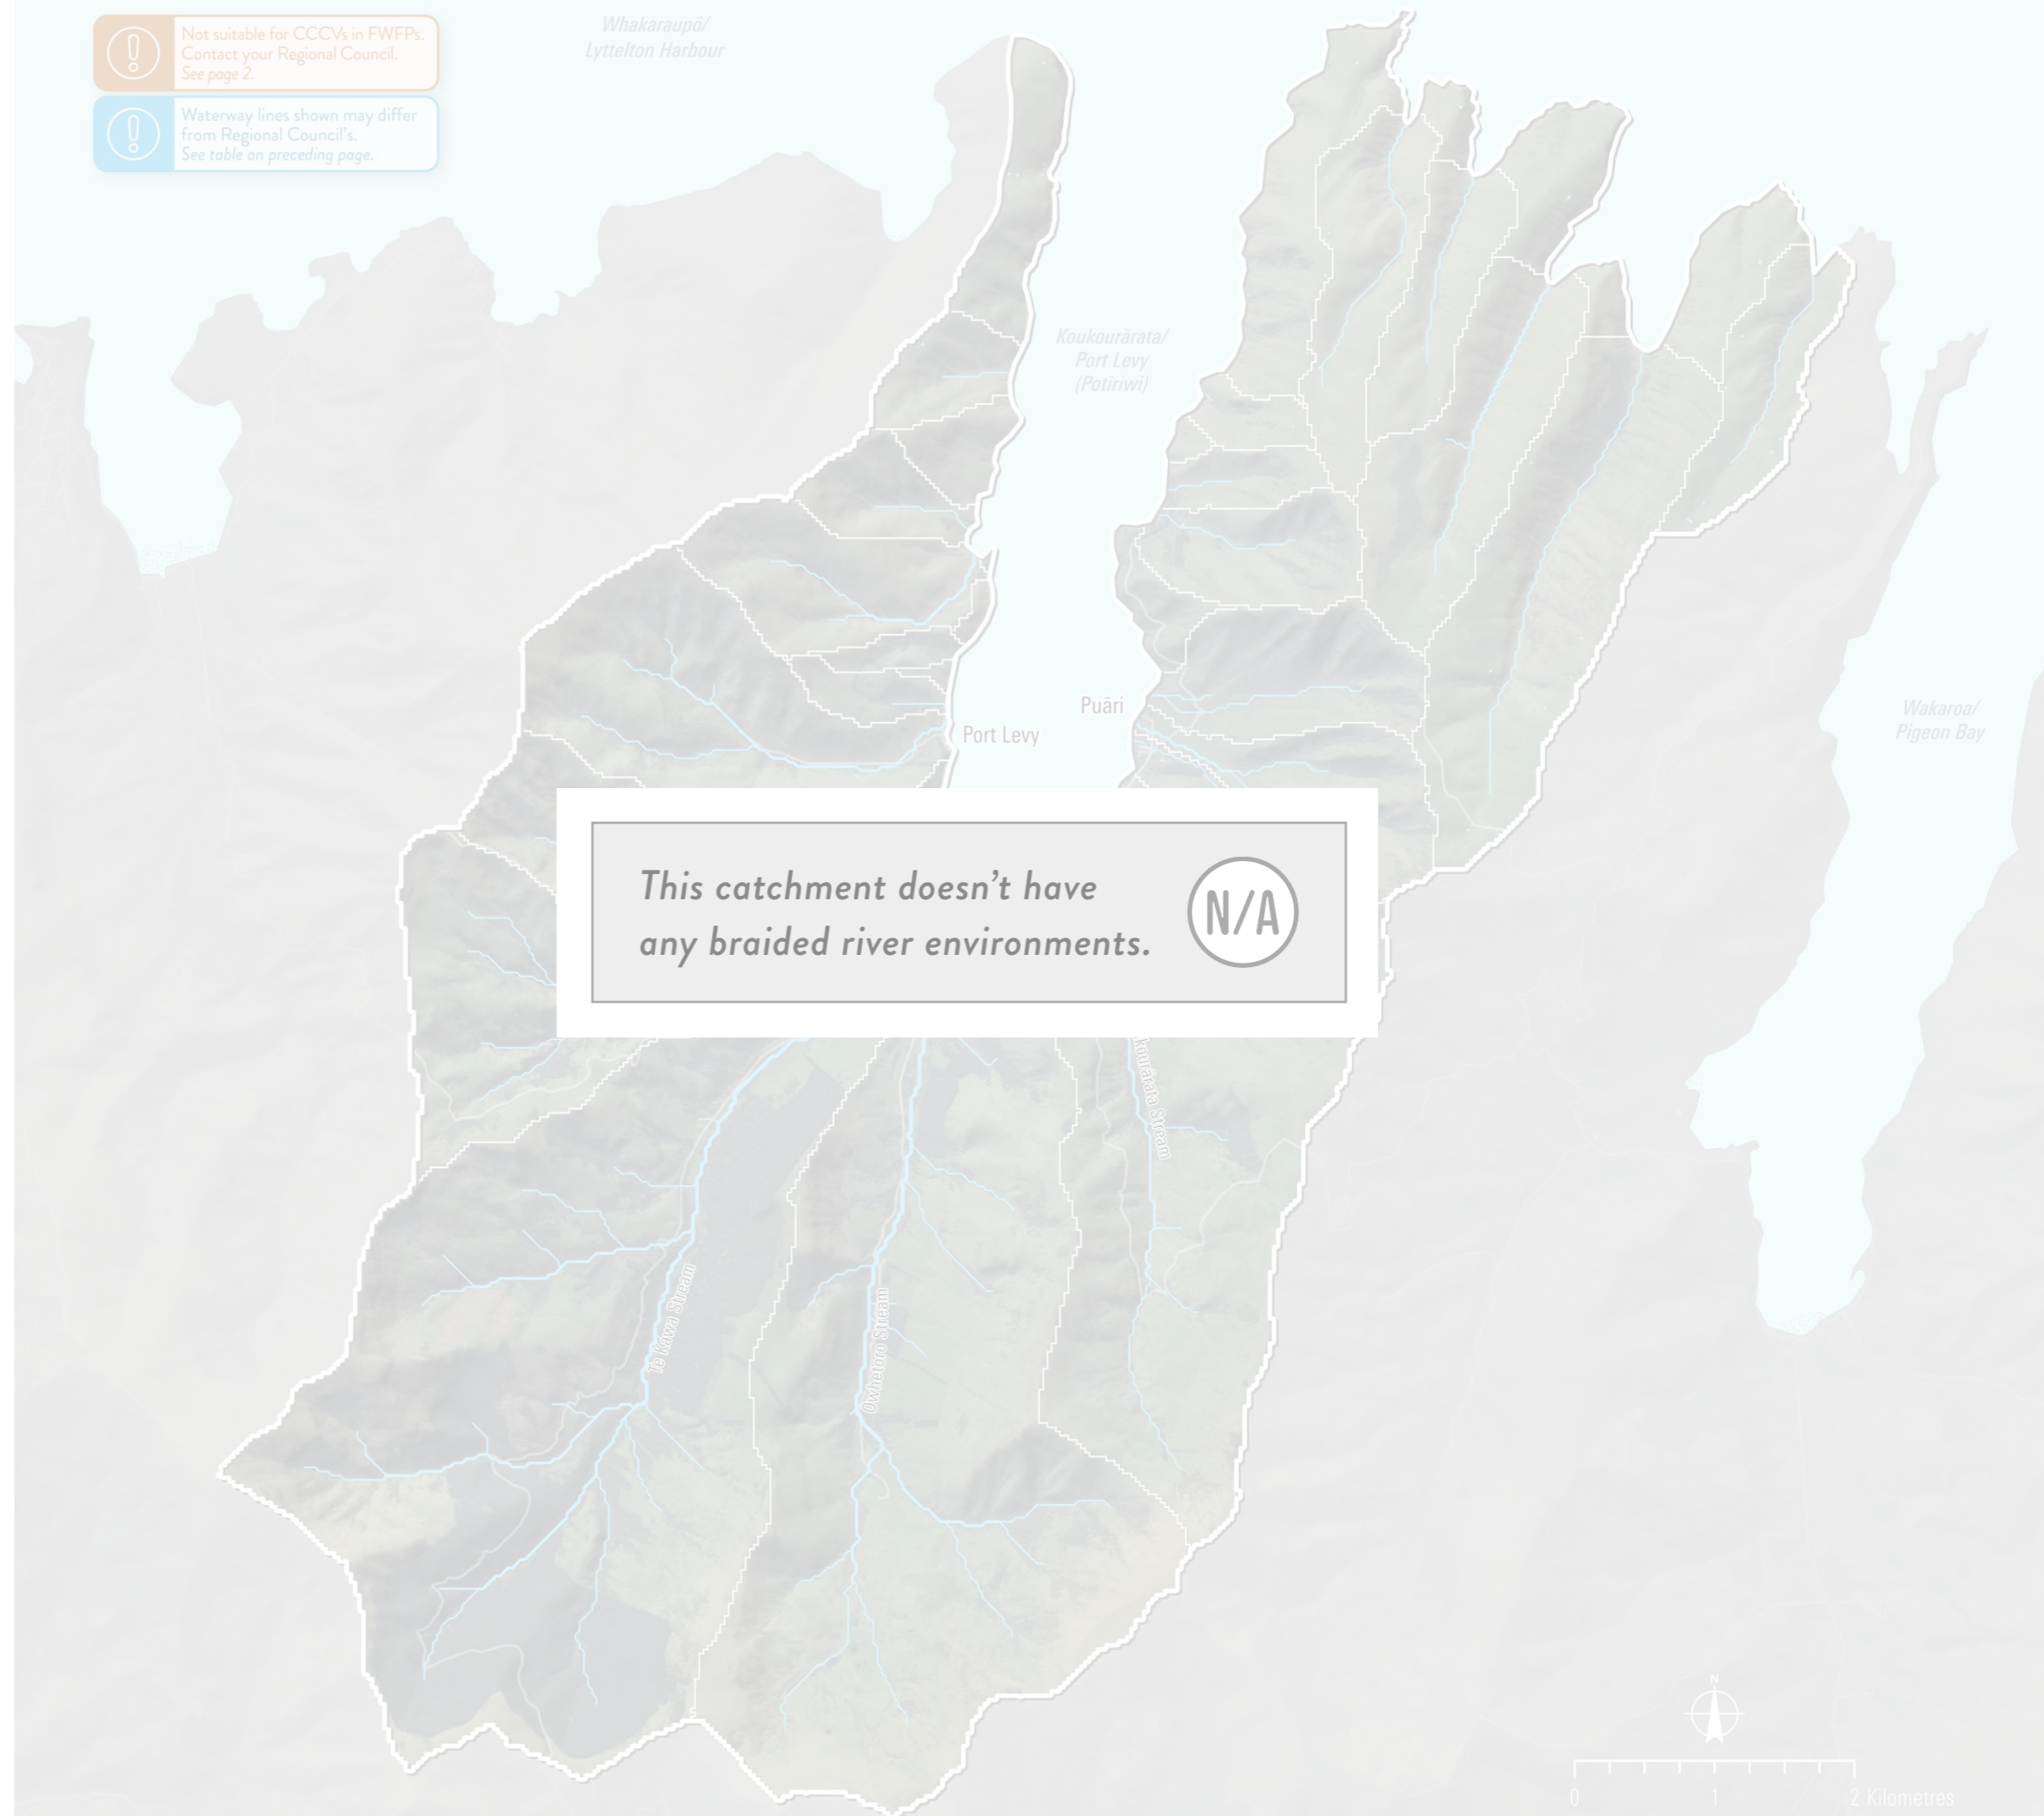 Not suitable for CCCVs in FWFPs.
Contact your Regional Council.
See page 2.
Waterway lines shown may differ
from Regional Council's.
See table on preceding page.
Whakaraupō/
Lyttelton Harbour
Koukourārata/
Port Levy
(Potiriwi)
Puāri
Port Levy
Wakaroa/
Pigeon Bay
This catchment doesn't have
any braided river environments.
N/A
kourārata Stream
Te Kawa Stream
Owhetoro Stream
N
0 1 2 Kilometres